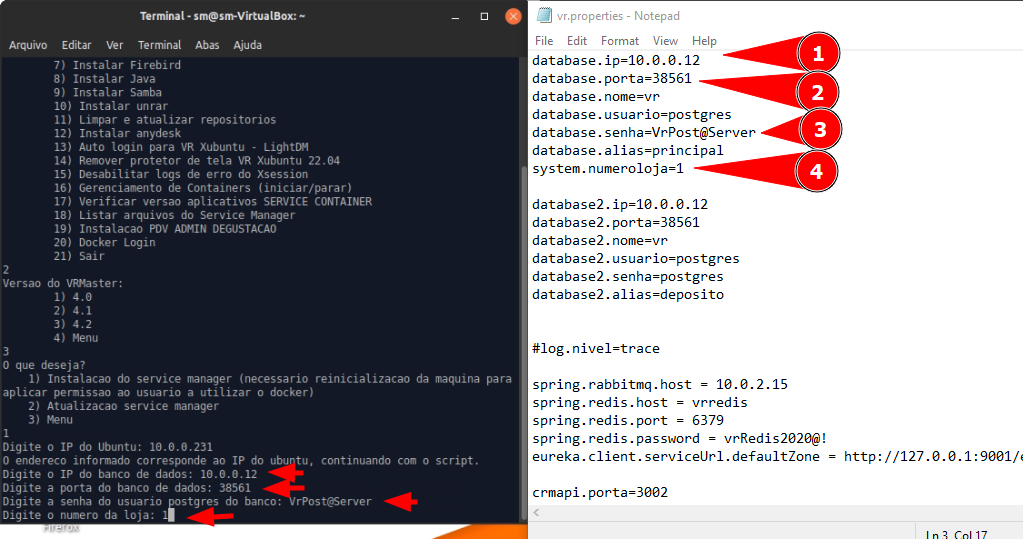 Terminal - sm@sm-VirtualBox: ~
Arquivo Editar Ver Terminal Abas Ajuda
7) Instalar Firebird
8) Instalar Java
9) Instalar Samba
10) Instalar unrar
11) Limpar e atualizar repositorios
12) Instalar anydesk
13) Auto login para VR Xubuntu - LightDM
14) Remover protetor de tela VR Xubuntu 22.04
15) Desabilitar logs de erro do Xsession
16) Gerenciamento de Containers (iniciar/parar)
17) Verificar versao aplicativos SERVICE CONTAINER
18) Listar arquivos do Service Manager
19) Instalacao PDV ADMIN DEGUSTACAO
20) Docker Login
21) Sair
2
Versao do VRMaster:
1) 4.0
2) 4.1
3) 4.2
4) Menu
3
O que deseja?
1) Instalacao do service manager (necessario reinicializacao da maquina para
aplicar permissao ao usuario a utilizar o docker)
2) Atualizacao service manager
3) Menu
1
Digite o IP do Ubuntu: 10.0.0.231
O endereco informado corresponde ao IP do ubuntu, continuando com o script.
Digite o IP do banco de dados: 10.0.0.12
Digite a porta do banco de dados: 38561
Digite a senha do usuario postgres do banco: VrPost@Server
Digite o numero da loja: 1
Firefox
vr.properties - Notepad
File Edit Format View Help
database.ip=10.0.0.12
1
database.porta=38561
2
database.nome=vr
database.usuario=postgres
database.senha=VrPost@Server
3
database.alias=principal
system.numeroloja=1
4
database2.ip=10.0.0.12
database2.porta=38561
database2.nome=vr
database2.usuario=postgres
database2.senha=postgres
database2.alias=deposito
#log.nivel=trace
spring.rabbitmq.host = 10.0.2.15
spring.redis.host = vrredis
spring.redis.port = 6379
spring.redis.password = vrRedis2020@!
eureka.client.serviceUrl.defaultZone = http://127.0.0.1:9001/e
crmapi.porta=3002
Ln 3, Col 17